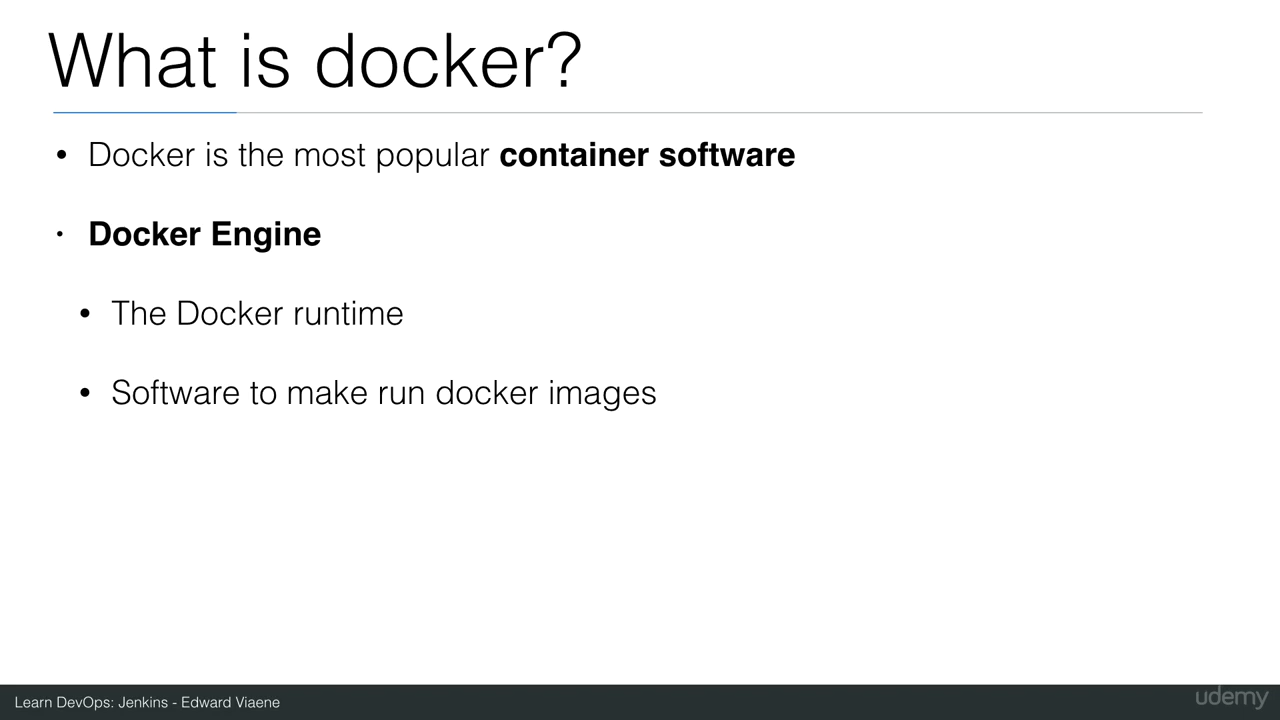 What is docker?
• Docker is the most popular container software
• Docker Engine
• The Docker runtime
• Software to make run docker images
Learn DevOps: Jenkins - Edward Viaene
udemy